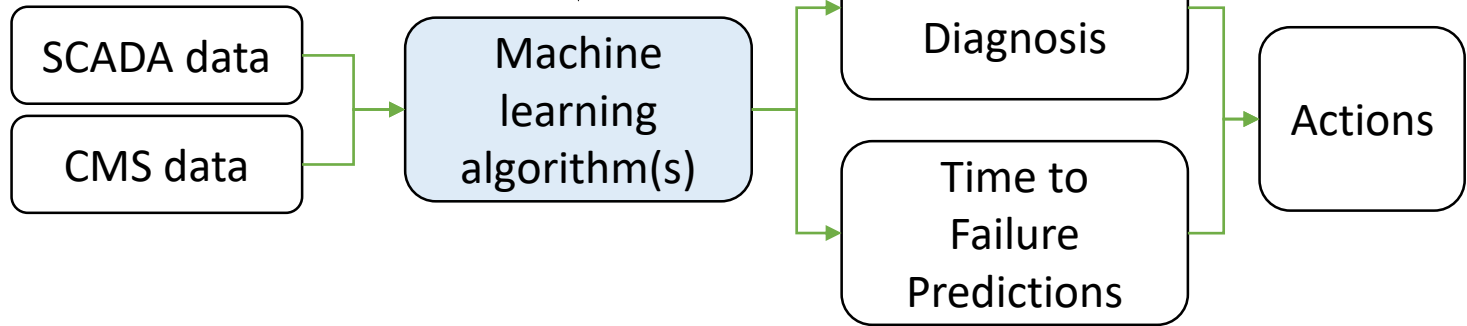 SCADA data
CMS data
Machine
learning
algorithm(s)
Diagnosis
Time to
Failure
Predictions
Actions